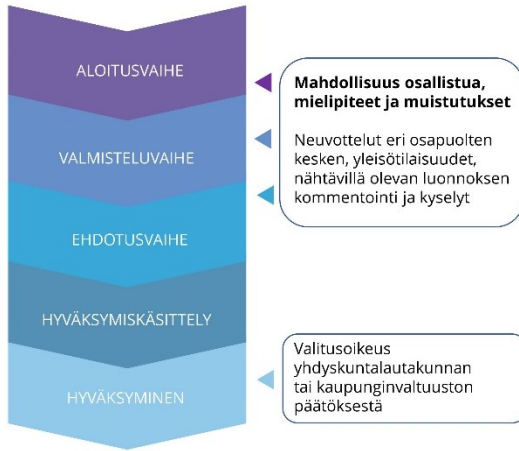 ALOITUSVAIHE
Mahdollisuus osallistua,
mielipiteet ja muistutukset
Neuvottelut eri osapuolten
kesken, yleisötilaisuudet,
nähtävillä olevan luonnoksen
kommentointi ja kyselyt
VALMISTELUVAIHE
EHDOTUSVAIHE
HYVÄKSYMISKÄSITTELY
HYVÄKSYMINEN
Valitusoikeus
yhdyskuntalautakunnan
tai kaupunginvaltuuston
päätöksestä